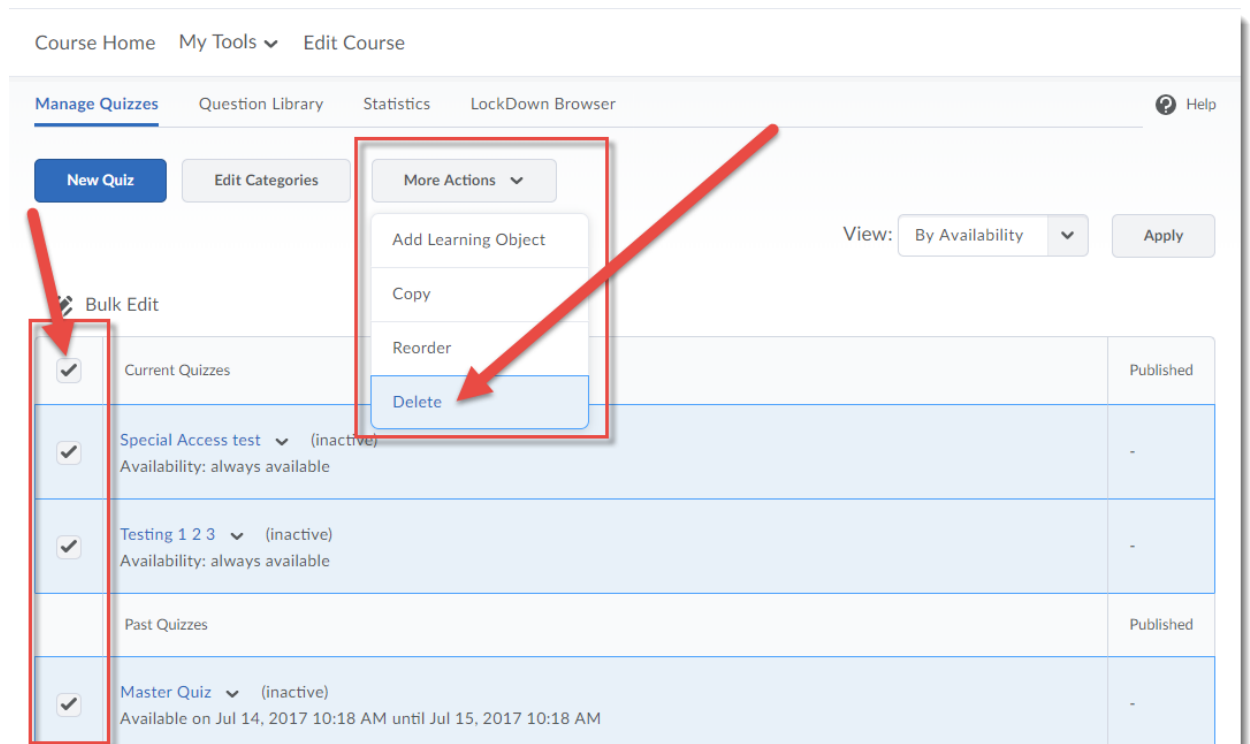 Course Home My Tools Edit Course
Manage Quizzes Question Library Statistics LockDown Browser Help
New Quiz Edit Categories More Actions
Add Learning Object
View: By Availability Apply
Copy
Bulk Edit
Reorder
Current Quizzes Published
Delete
Special Access test (inactive)
Availability: always available
-
Testing 1 2 3 (inactive)
Availability: always available
-
Past Quizzes Published
Master Quiz (inactive)
Available on Jul 14, 2017 10:18 AM until Jul 15, 2017 10:18 AM
-